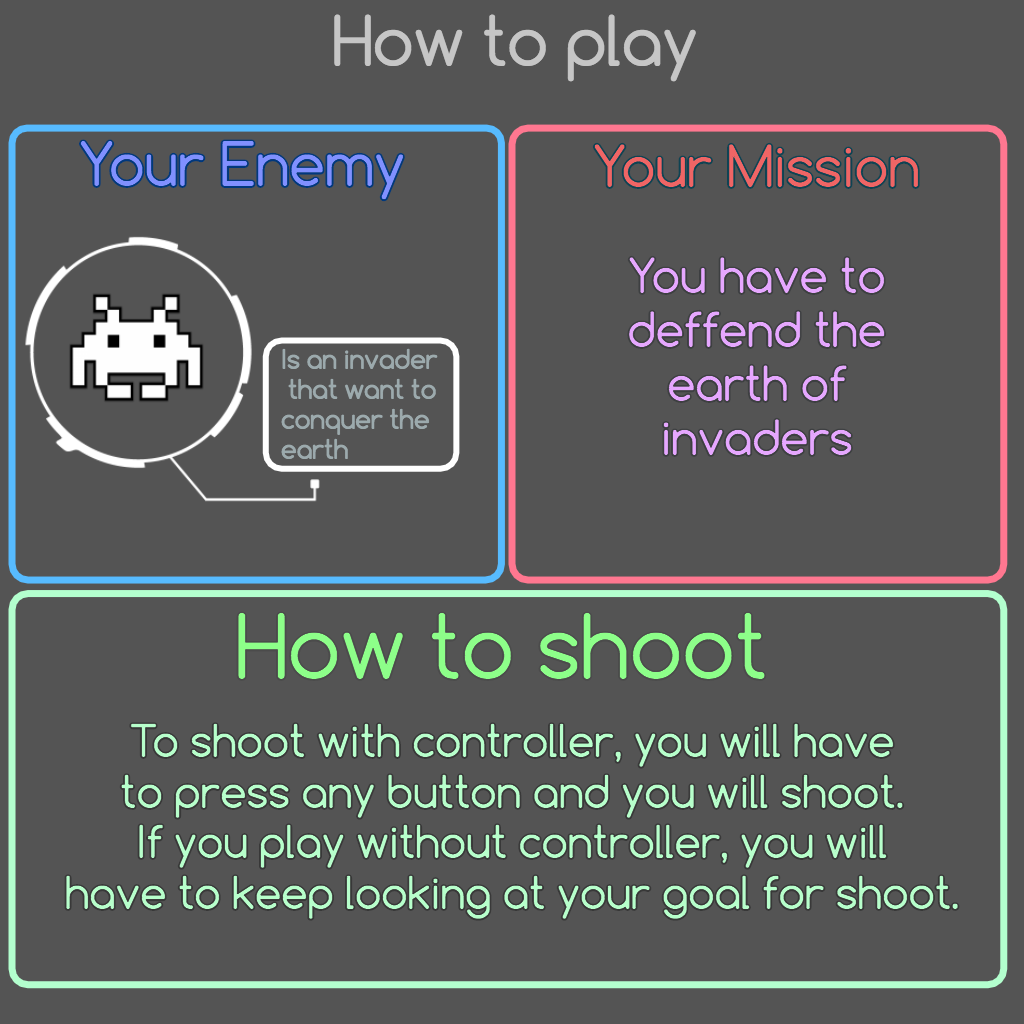 How to play
Your Enemy
Is an invader
that want to
conquer the
earth
Your Mission
You have to
deffend the
earth of
invaders
How to shoot
To shoot with controller, you will have
to press any button and you will shoot.
If you play without controller, you will
have to keep looking at your goal for shoot.